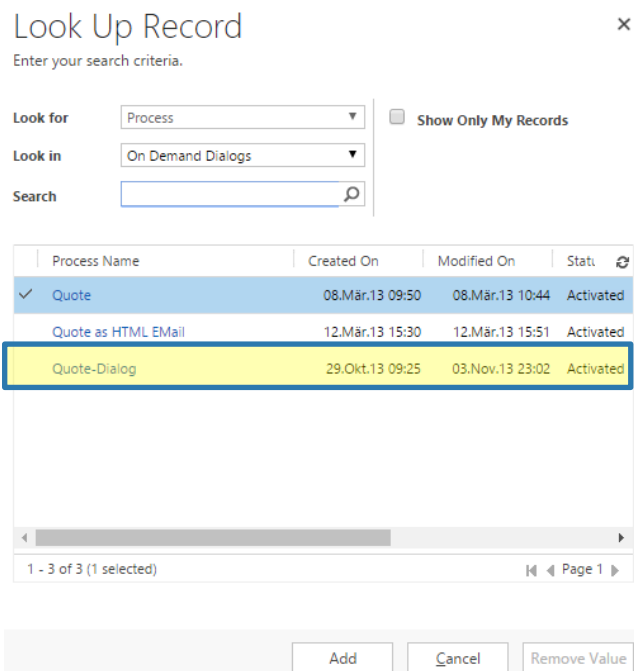 Look Up Record
Enter your search criteria.
Look for Process Show Only My Records
Look in On Demand Dialogs
Search
Process Name Created On Modified On Statu
Quote 08.Mär.13 09:50 08.Mär.13 10:44 Activated
Quote as HTML EMail 12.Mär.13 15:30 12.Mär.13 15:51 Activated
Quote-Dialog 29.Okt.13 09:25 03.Nov.13 23:02 Activated
1 - 3 of 3 (1 selected) Page 1
Add Cancel Remove Value